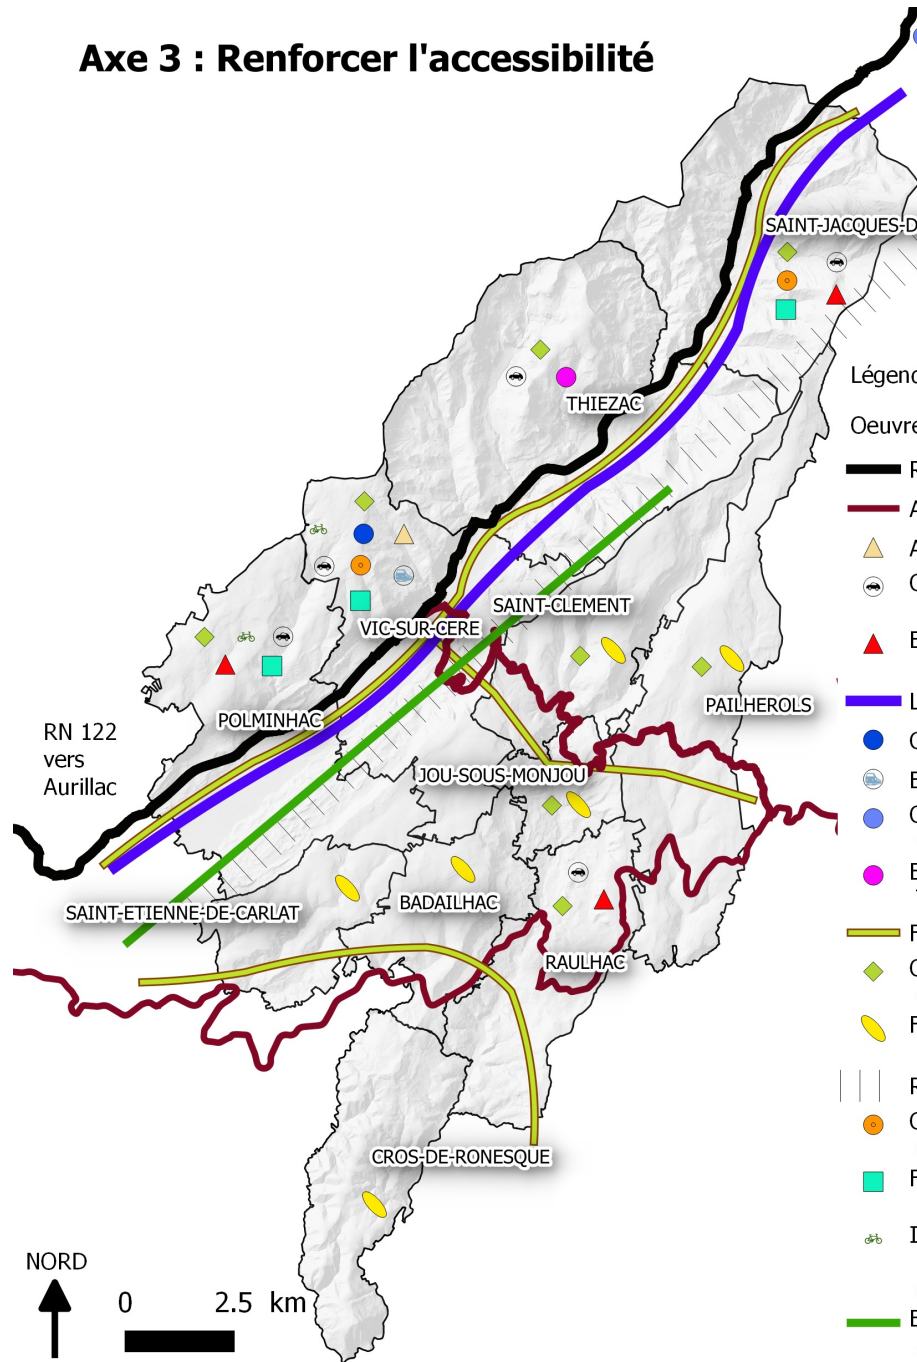 Axe 3 : Renforcer l'accessibilité
SAINT-JACQUES-D
THIEZAC
SAINT-CLEMENT
VIC-SUR-CERE
PAILHEROLS
POLMINHAC
RN 122
vers
Aurillac
JOU-SOUS-MONJOU
BADAILHAC
SAINT-ETIENNE-DE-CARLAT
RAULHAC
CROS-DE-RONESQUE
NORD
0 2.5 km
Légend
Oeuvre